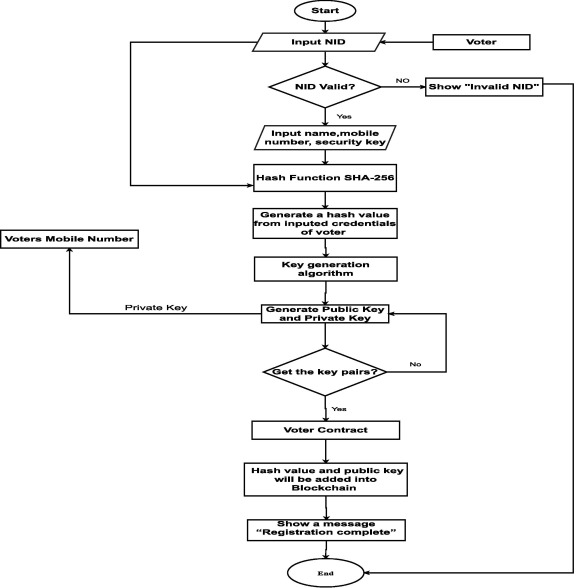 Start
Input NID
Voter
NID Valid?
NO
Show "Invalid NID"
Yes
Input name,mobile
number, security key
Hash Function SHA-256
Generate a hash value
from inputed credentials
of voter
Voters Mobile Number
Key generation
algorithm
Private Key
Generate Public Key
and Private Key
Get the key pairs?
No
Yes
Voter Contract
Hash value and public key
will be added into
Blockchain
Show a message
“Registration complete”
End